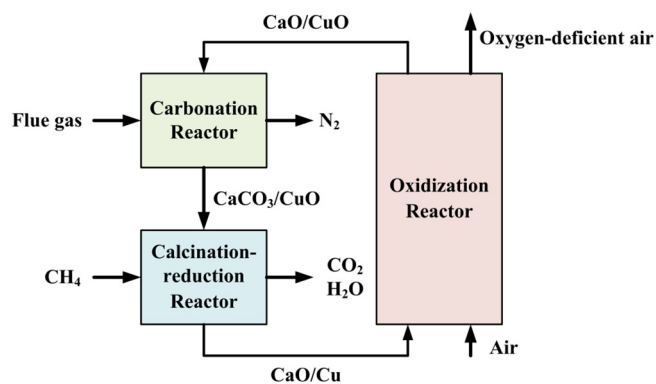 CaO/CuO
Oxygen-deficient air
Flue gas
Carbonation
Reactor
N₂
CaCO₃/CuO
Oxidization
Reactor
CH₄
Calcination-
reduction
Reactor
CO₂
H₂O
Air
CaO/Cu